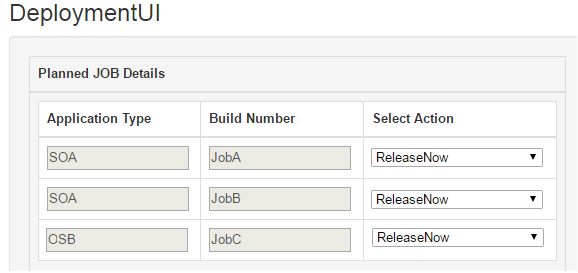 DeploymentUI
Planned JOB Details
Application Type Build Number Select Action
SOA JobA ReleaseNow
SOA JobB ReleaseNow
OSB JobC ReleaseNow